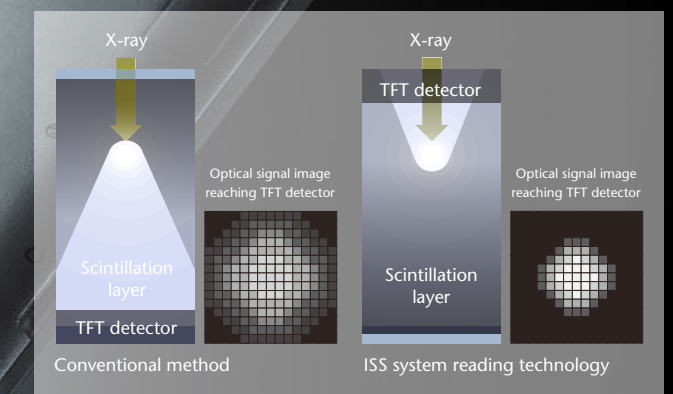 X-ray
Optical signal image
reaching TFT detector
Scintillation
layer
TFT detector
Conventional method
X-ray
TFT detector
Optical signal image
reaching TFT detector
Scintillation
layer
ISS system reading technology